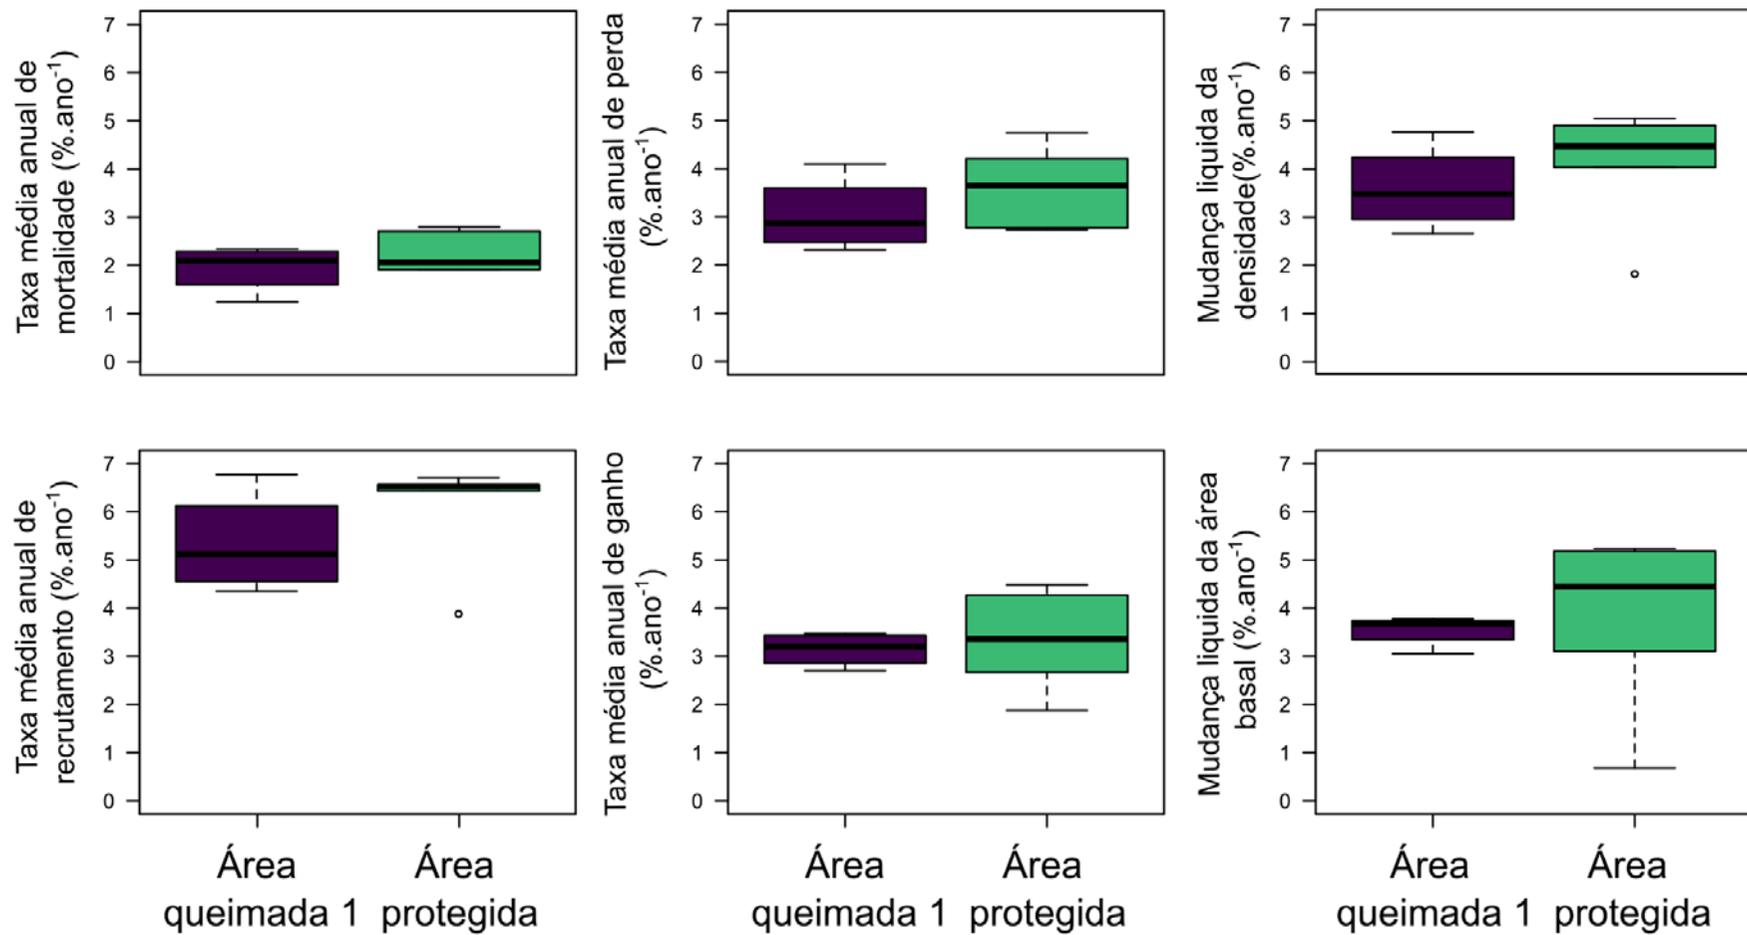 Taxa média anual de
mortalidade (%.ano⁻¹)
7
6
5
4
3
2
1
0
Taxa média anual de perda
(%.ano⁻¹)
7
6
5
4
3
2
1
0
Mudança liquida da
densidade(%.ano⁻¹)
7
6
5
4
3
2
1
0
Taxa média anual de
recrutamento (%.ano⁻¹)
7
6
5
4
3
2
1
0
Área
queimada 1
Área
protegida
Taxa média anual de ganho
(%.ano⁻¹)
7
6
5
4
3
2
1
0
Área
queimada 1
Área
protegida
Mudança liquida da área
basal (%.ano⁻¹)
7
6
5
4
3
2
1
0
Área
queimada 1
Área
protegida